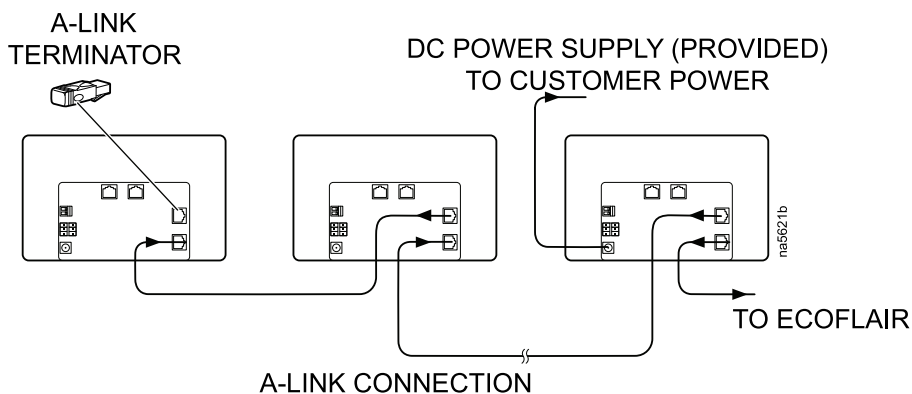 A-LINK
TERMINATOR
DC POWER SUPPLY (PROVIDED)
TO CUSTOMER POWER
na5621b
TO ECOFLAIR
A-LINK CONNECTION